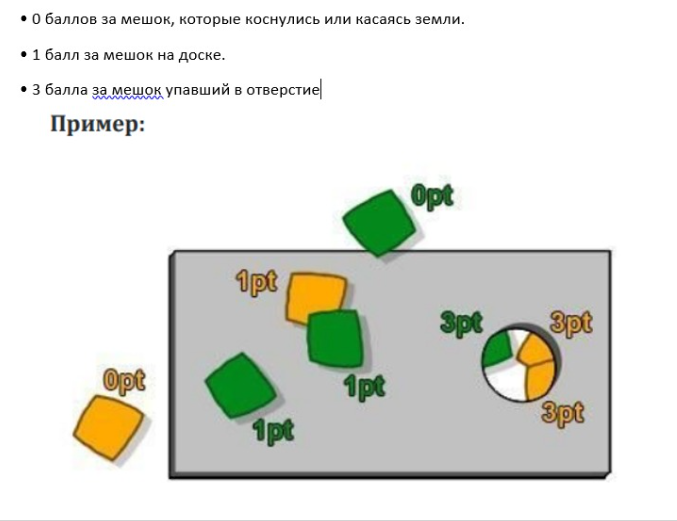 • 0 баллов за мешок, которые коснулись или касаясь земли.
• 1 балл за мешок на доске.
• 3 балла за мешок упавший в отверстие
Пример:
0pt
1pt
3pt
3pt
0pt
1pt
3pt
1pt